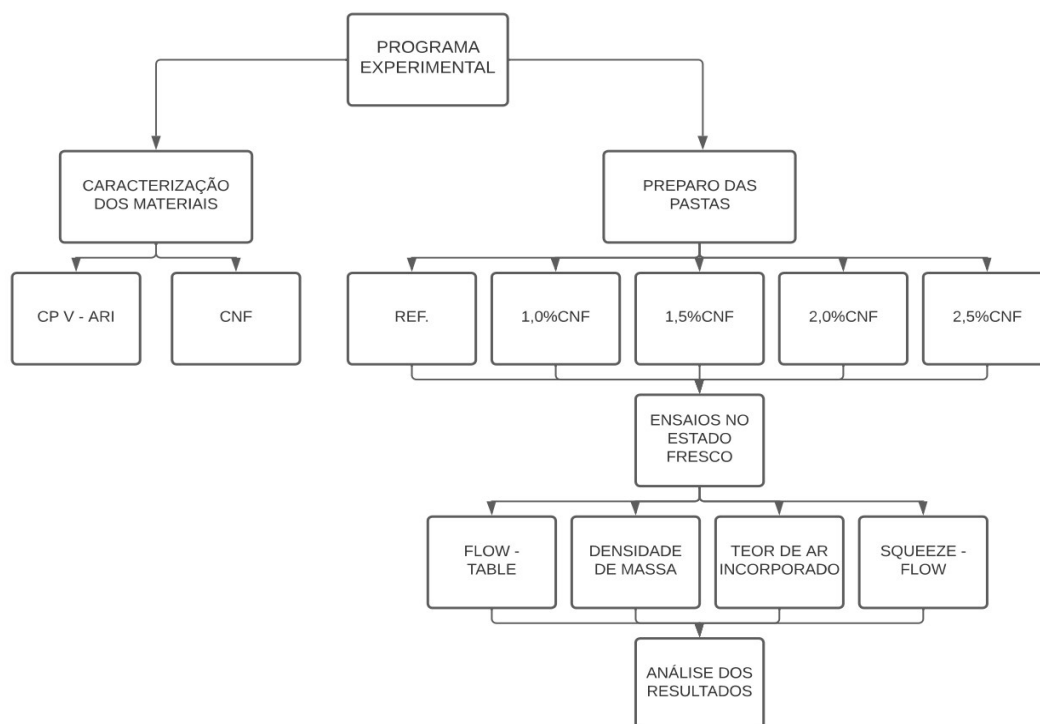 PROGRAMA
EXPERIMENTAL
CARACTERIZAÇÃO
DOS MATERIAIS
PREPARO DAS
PASTAS
CP V - ARI
CNF
REF.
1,0%CNF
1,5%CNF
2,0%CNF
2,5%CNF
ENSAIOS NO
ESTADO
FRESCO
FLOW -
TABLE
DENSIDADE
DE MASSA
TEOR DE AR
INCORPORADO
SQUEEZE -
FLOW
ANÁLISE DOS
RESULTADOS